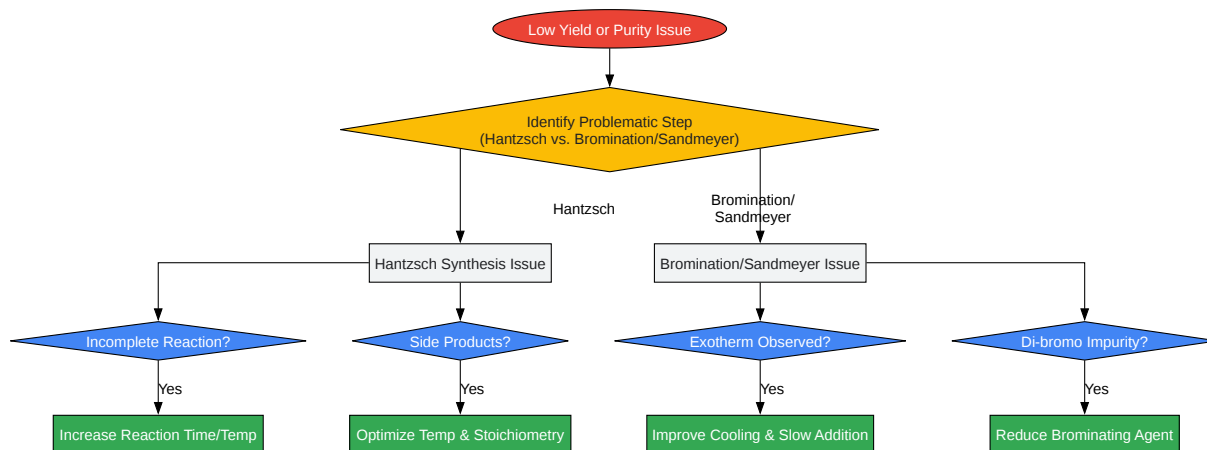 Low Yield or Purity Issue
Identify Problematic Step
(Hantzsch vs. Bromination/Sandmeyer)
Hantzsch
Bromination/
Sandmeyer
Hantzsch Synthesis Issue
Bromination/Sandmeyer Issue
Incomplete Reaction?
Side Products?
Exotherm Observed?
Di-bromo Impurity?
Yes
Yes
Yes
Yes
Increase Reaction Time/Temp
Optimize Temp & Stoichiometry
Improve Cooling & Slow Addition
Reduce Brominating Agent